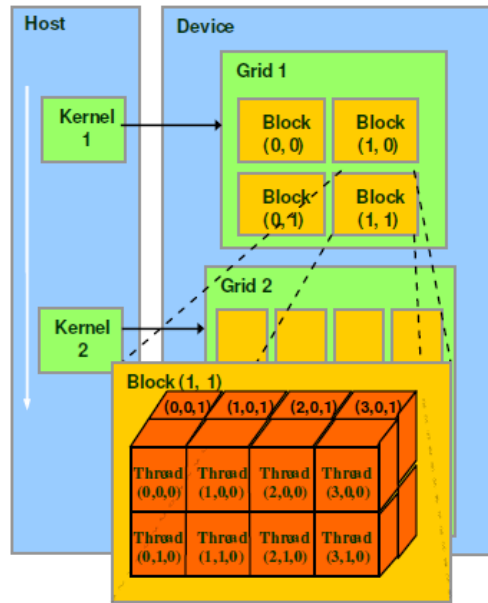 Host
Device
Grid 1
Kernel
1
Block
(0, 0)
Block
(1, 0)
Block
(0, 1)
Block
(1, 1)
Grid 2
Kernel
2
Block (1, 1)
(0,0,1) (1,0,1) (2,0,1) (3,0,1)
Thread Thread Thread Thread
(0,0,0) (1,0,0) (2,0,0) (3,0,0)
Thread Thread Thread Thread
(0,1,0) (1,1,0) (2,1,0) (3,1,0)